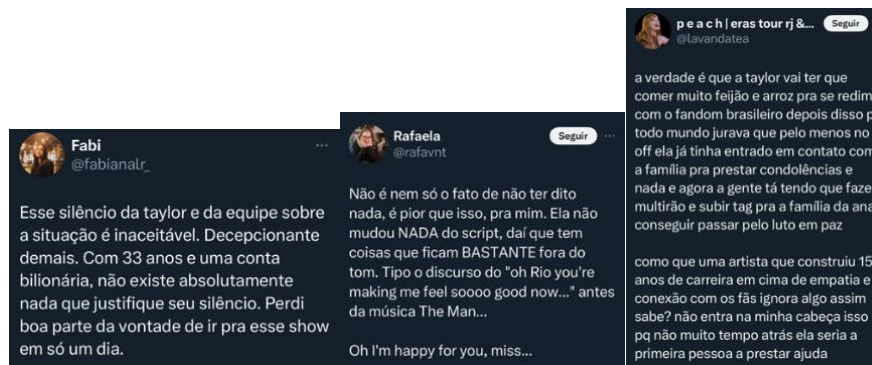 Fabi
@fabianalr_
Esse silêncio da taylor e da equipe sobre
a situação é inaceitável. Decepcionante
demais. Com 33 anos e uma conta
bilionária, não existe absolutamente
nada que justifique seu silêncio. Perdi
boa parte da vontade de ir pra esse show
em só um dia.
Rafaela
Seguir
@rafavnt
Não é nem só o fato de não ter dito
nada, é pior que isso, pra mim. Ela não
mudou NADA do script, daí que tem
coisas que ficam BASTANTE fora do
tom. Tipo o discurso do "oh Rio you're
making me feel soooo good now..." antes
da música The Man...
Oh I'm happy for you, miss...
p e a c h | eras tour rj &...
Seguir
@lavandatea
a verdade é que a taylor vai ter que
comer muito feijão e arroz pra se redim
com o fandom brasileiro depois disso p
todo mundo jurava que pelo menos no
off ela já tinha entrado em contato com
a família pra prestar condolências e
nada e agora a gente tá tendo que faze
multirão e subir tag pra a família da ana
conseguir passar pelo luto em paz
como que uma artista que construiu 15
anos de carreira em cima de empatia e
conexão com os fãs ignora algo assim
sabe? não entra na minha cabeça isso
pq não muito tempo atrás ela seria a
primeira pessoa a prestar ajuda